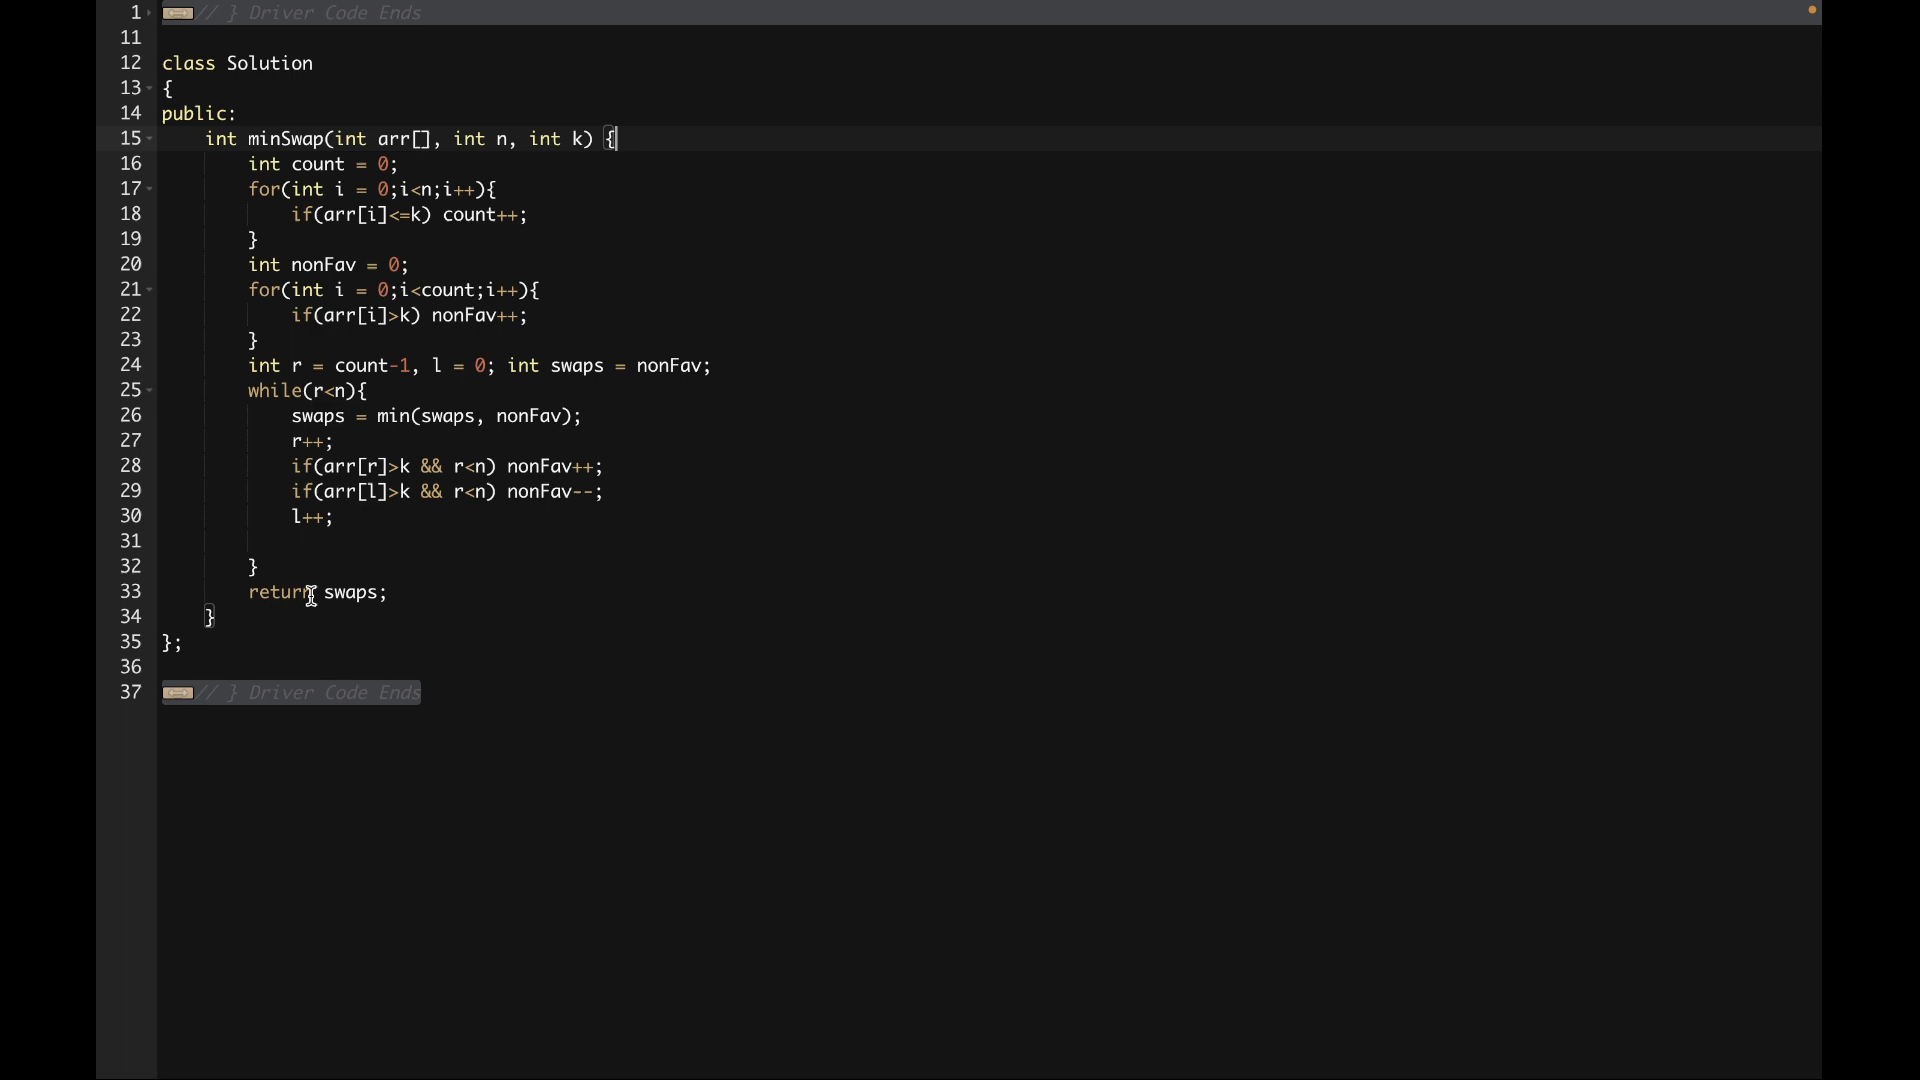 1 // } Driver Code Ends
11
12 class Solution
13 {
14 public:
15     int minSwap(int arr[], int n, int k) {
16         int count = 0;
17         for(int i = 0;i<n;i++){
18             if(arr[i]<=k) count++;
19         }
20         int nonFav = 0;
21         for(int i = 0;i<count;i++){
22             if(arr[i]>k) nonFav++;
23         }
24         int r = count-1, l = 0; int swaps = nonFav;
25         while(r<n){
26             swaps = min(swaps, nonFav);
27             r++;
28             if(arr[r]>k && r<n) nonFav++;
29             if(arr[l]>k && r<n) nonFav--;
30             l++;
31
32         }
33         return swaps;
34     }
35 };
36
37 // } Driver Code Ends